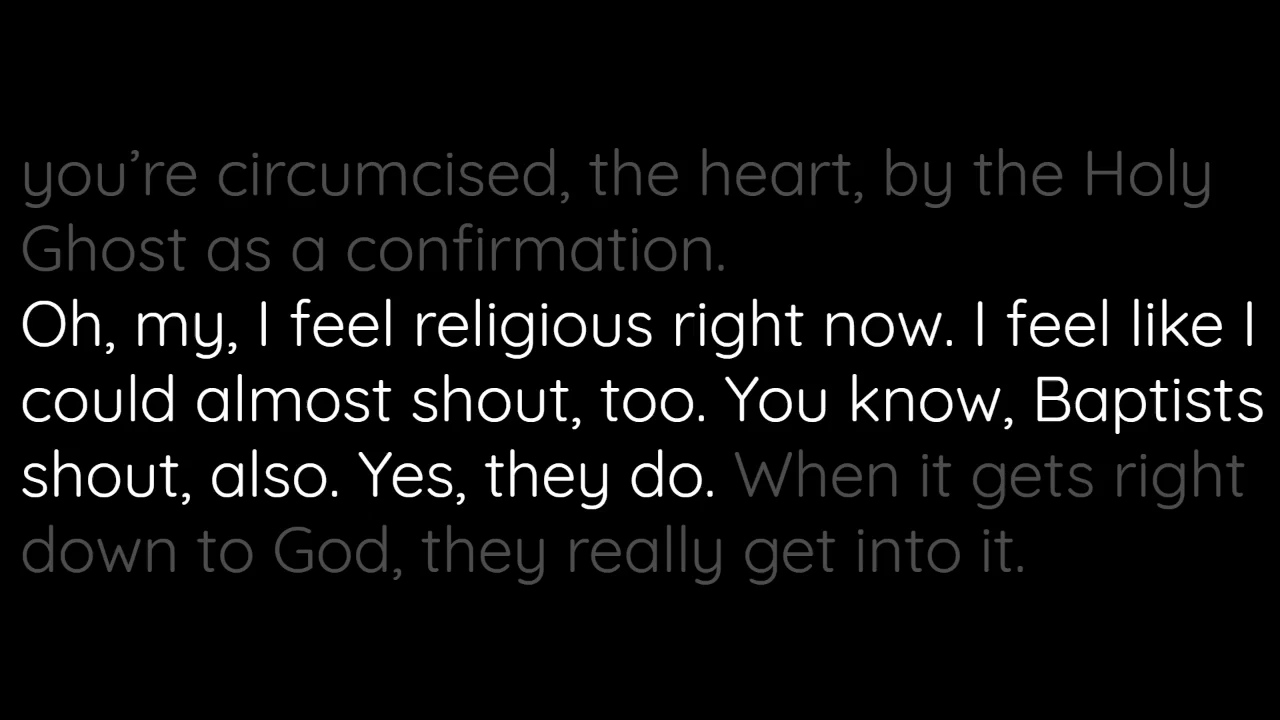 you’re circumcised, the heart, by the Holy
Ghost as a confirmation.
Oh, my, I feel religious right now. I feel like I
could almost shout, too. You know, Baptists
shout, also. Yes, they do. When it gets right
down to God, they really get into it.